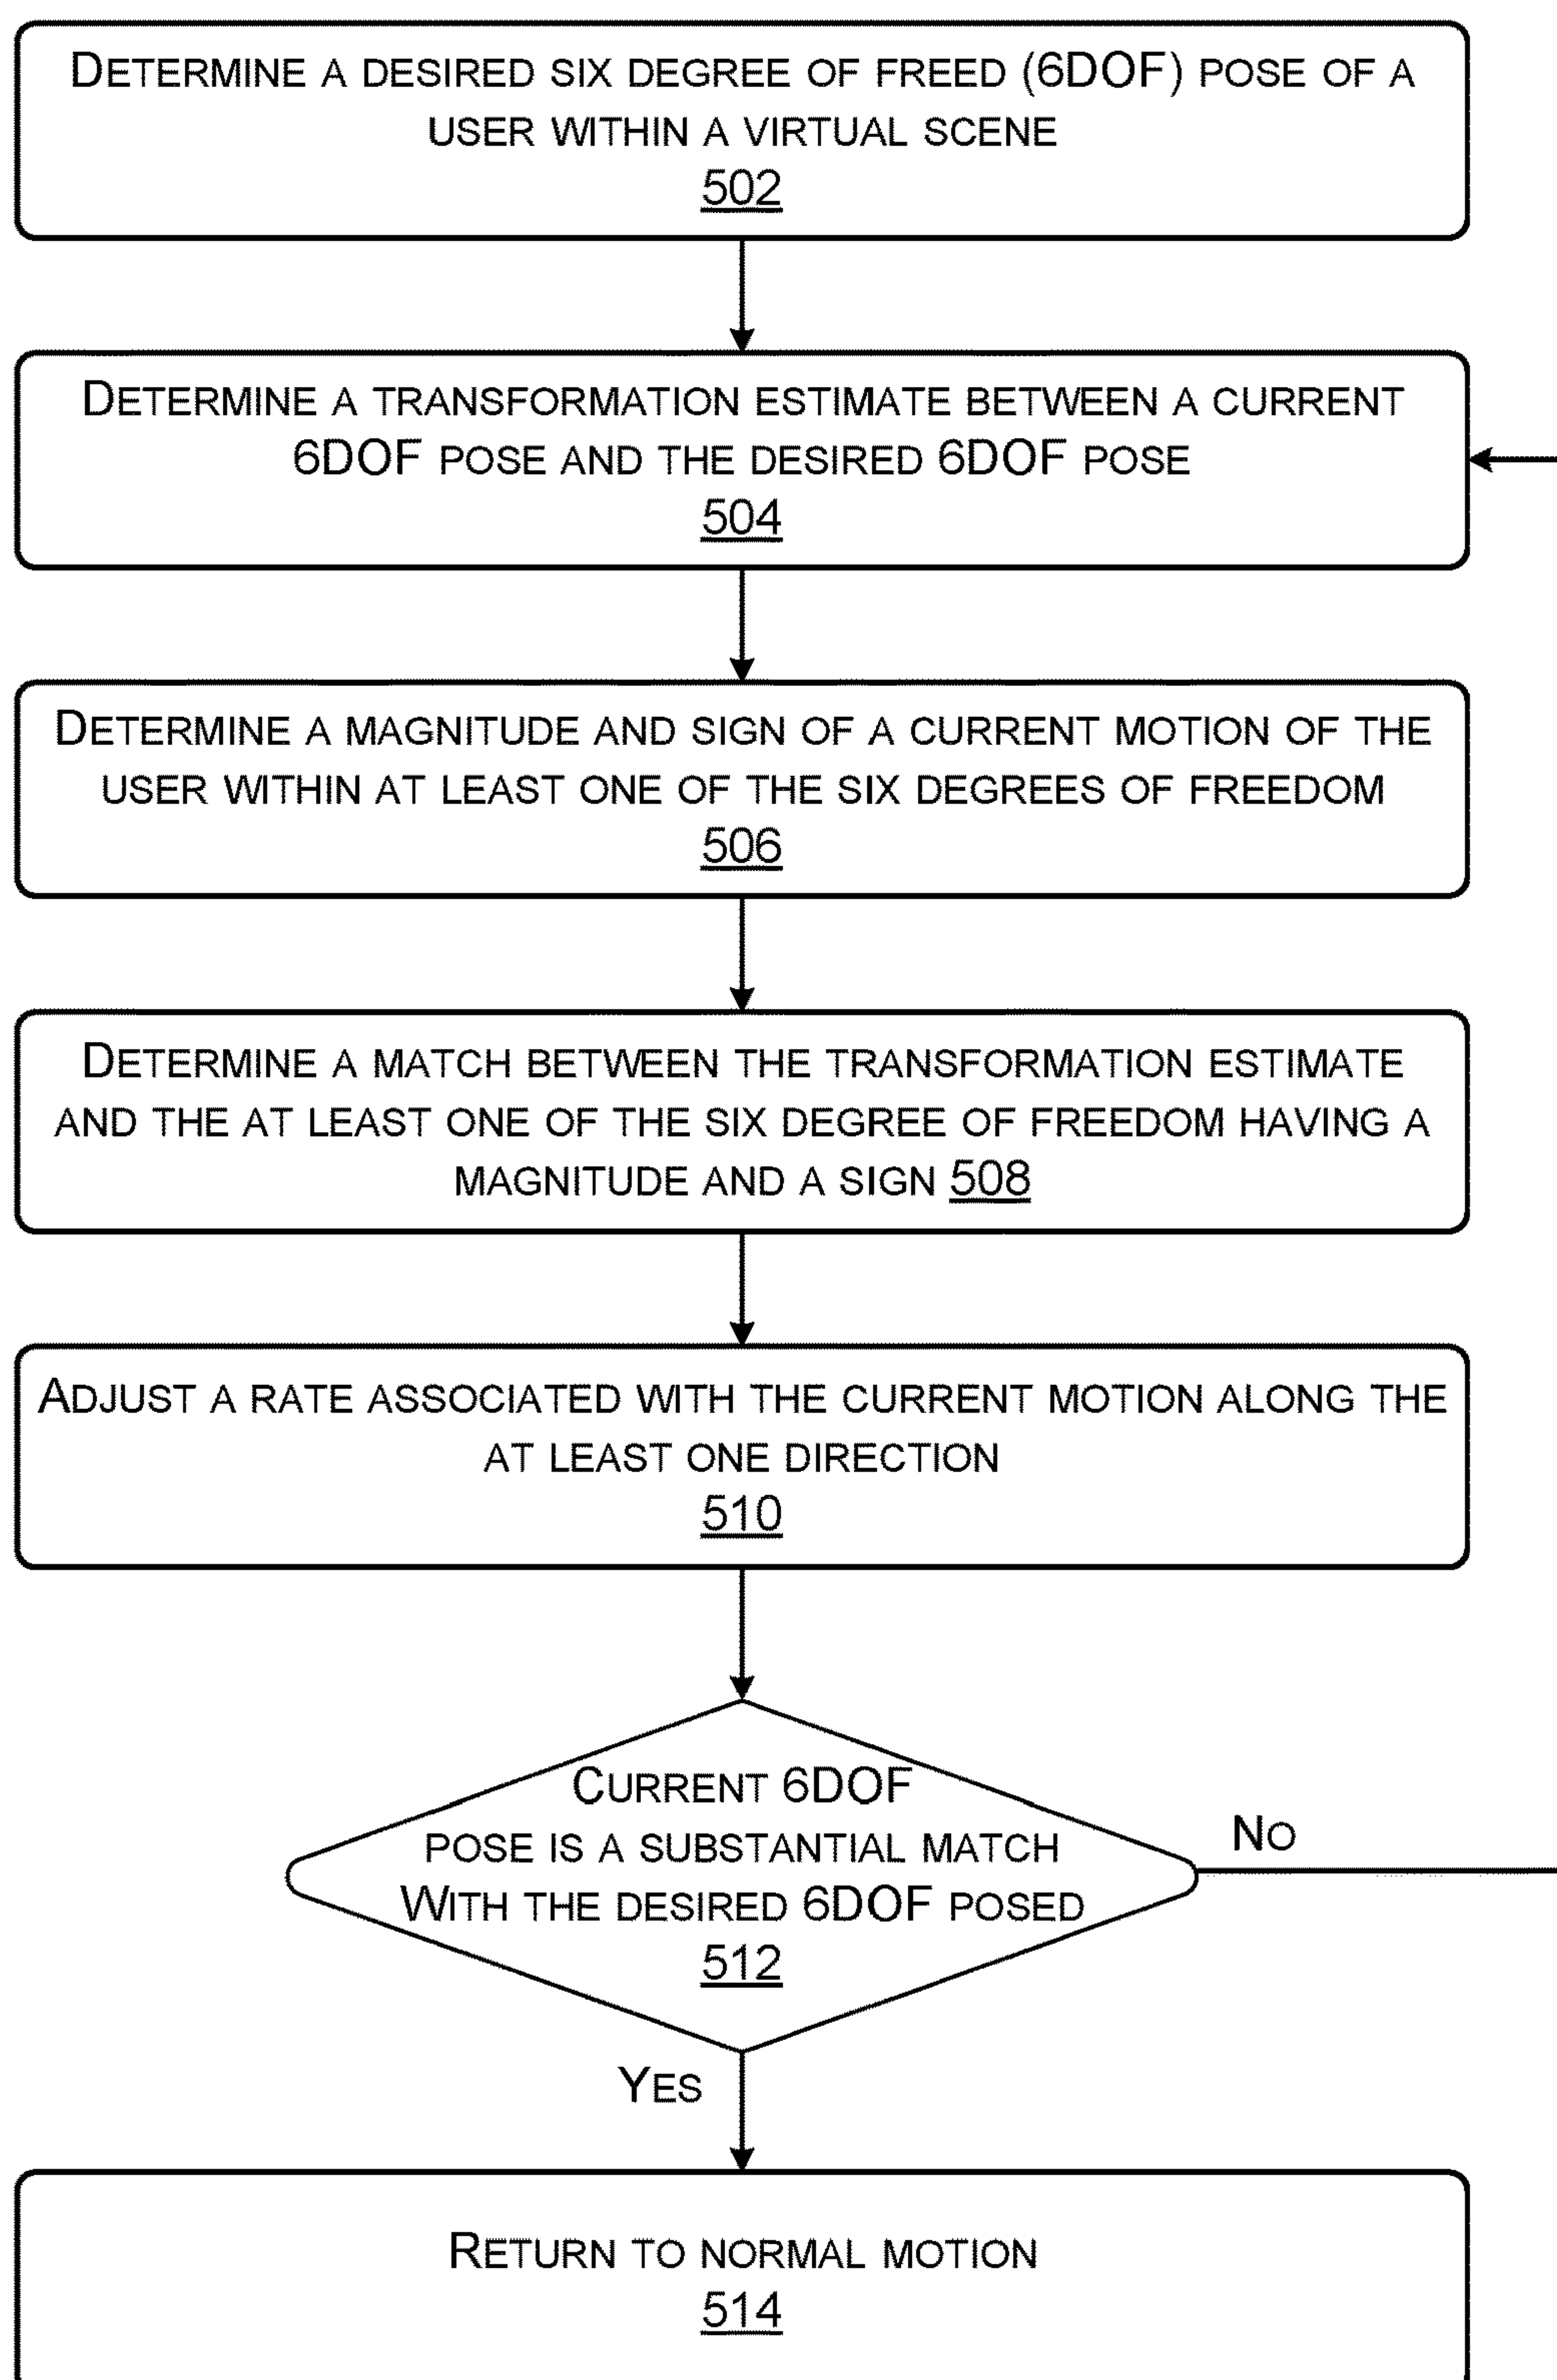 DETERMINE A DESIRED SIX DEGREE OF FREED (6DOF) POSE OF A
USER WITHIN A VIRTUAL SCENE
502
DETERMINE A TRANSFORMATION ESTIMATE BETWEEN A CURRENT
6DOF POSE AND THE DESIRED 6DOF POSE
504
DETERMINE A MAGNITUDE AND SIGN OF A CURRENT MOTION OF THE
USER WITHIN AT LEAST ONE OF THE SIX DEGREES OF FREEDOM
506
DETERMINE A MATCH BETWEEN THE TRANSFORMATION ESTIMATE
AND THE AT LEAST ONE OF THE SIX DEGREE OF FREEDOM HAVING A
MAGNITUDE AND A SIGN 508
ADJUST A RATE ASSOCIATED WITH THE CURRENT MOTION ALONG THE
AT LEAST ONE DIRECTION
510
CURRENT 6DOF
POSE IS A SUBSTANTIAL MATCH
WITH THE DESIRED 6DOF POSED
512
NO
YES
RETURN TO NORMAL MOTION
514